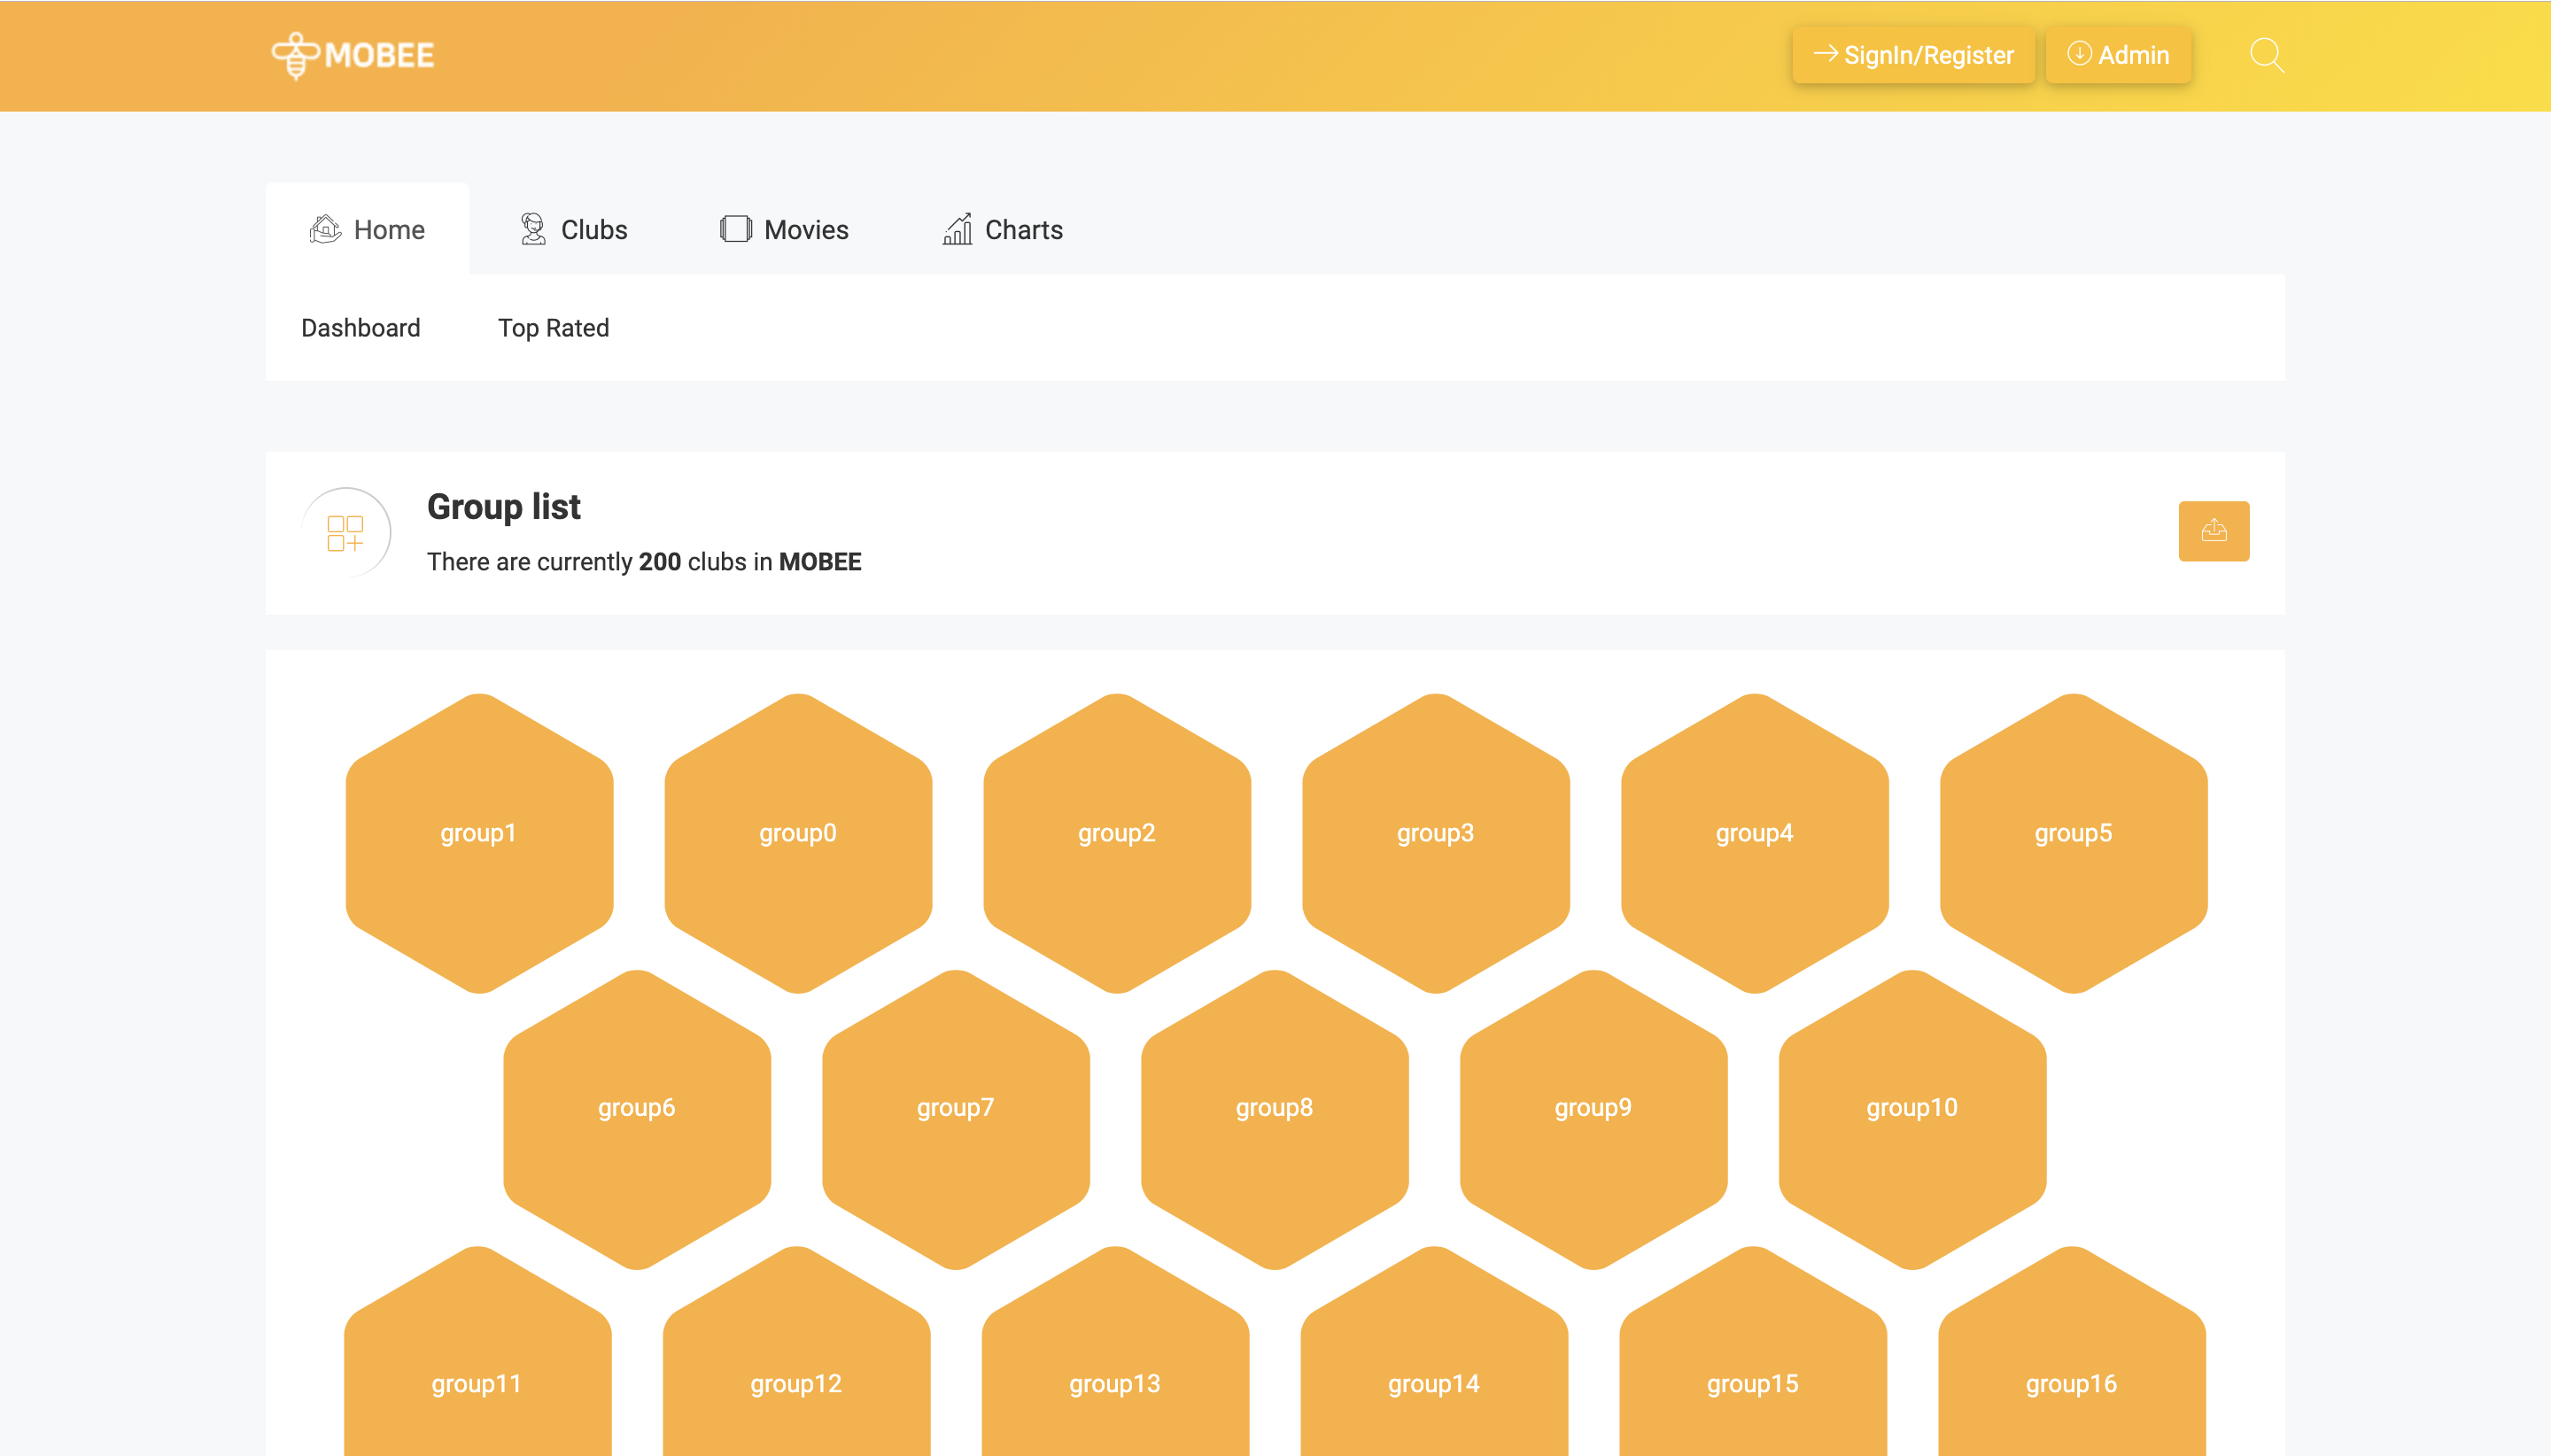 MOBEE
SignIn/Register
Admin
Home
Clubs
Movies
Charts
Dashboard
Top Rated
Group list
There are currently 200 clubs in MOBEE
group1
group0
group2
group3
group4
group5
group6
group7
group8
group9
group10
group11
group12
group13
group14
group15
group16